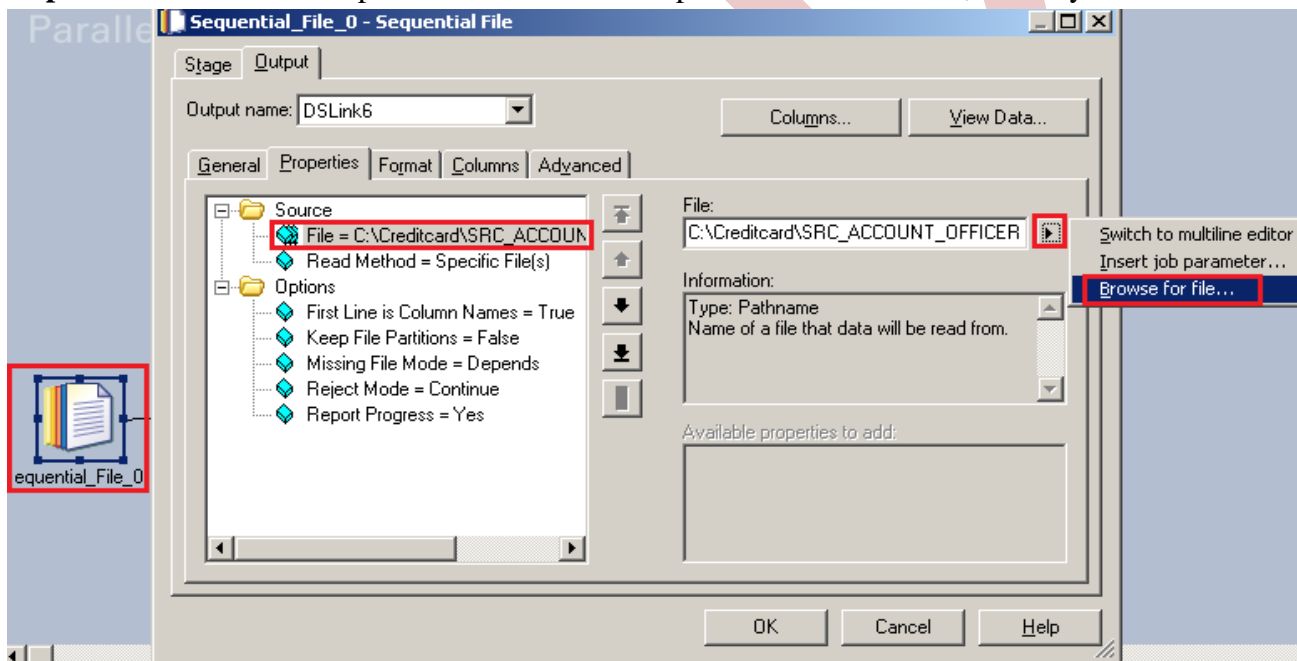 Paralle
Sequential_File_0 - Sequential File
Stage Output
Output name: DSLink6
Columns... View Data...
General Properties Format Columns Advanced
Source
File = C:\Creditcard\SRC_ACCOUN
Read Method = Specific File(s)
Options
First Line is Column Names = True
Keep File Partitions = False
Missing File Mode = Depends
Reject Mode = Continue
Report Progress = Yes
File:
C:\Creditcard\SRC_ACCOUNT_OFFICER
Information:
Type: Pathname
Name of a file that data will be read from.
Available properties to add:
Switch to multiline editor
Insert job parameter...
Browse for file...
equential_File_0
OK Cancel Help